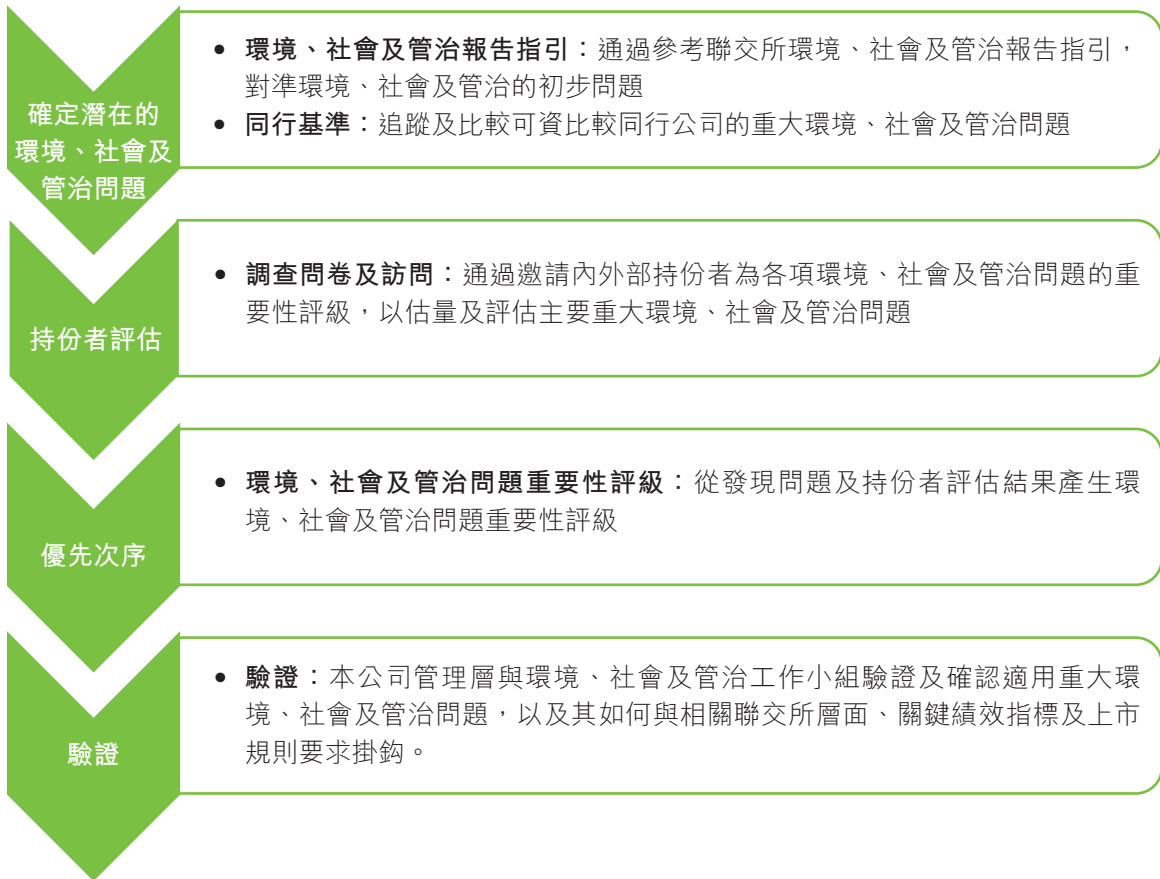 確定潛在的
環境、社會及
管治問題
• 環境、社會及管治報告指引：通過參考聯交所環境、社會及管治報告指引，
對準環境、社會及管治的初步問題
• 同行基準：追蹤及比較可資比較同行公司的重大環境、社會及管治問題
持份者評估
• 調查問卷及訪問：通過邀請內外部持份者為各項環境、社會及管治問題的重
要性評級，以估量及評估主要重大環境、社會及管治問題
優先次序
• 環境、社會及管治問題重要性評級：從發現問題及持份者評估結果產生環
境、社會及管治問題重要性評級
驗證
• 驗證：本公司管理層與環境、社會及管治工作小組驗證及確認適用重大環
境、社會及管治問題，以及其如何與相關聯交所層面、關鍵績效指標及上市
規則要求掛鈎。